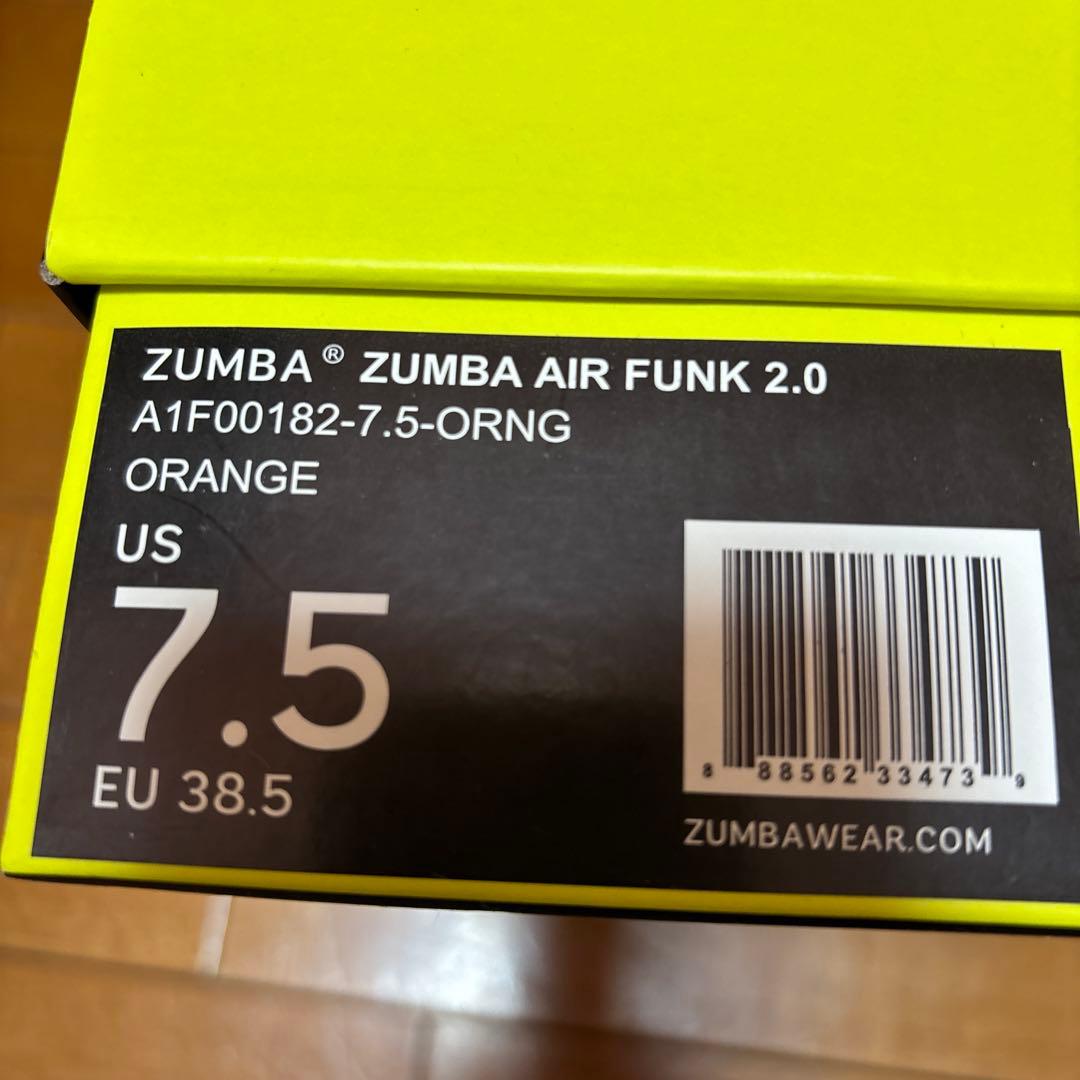 ZUMBA® ZUMBA AIR FUNK 2.0
A1F00182-7.5-ORNG
ORANGE
US
7.5
EU 38.5
8 88562 33473 9
ZUMBAWEAR.COM